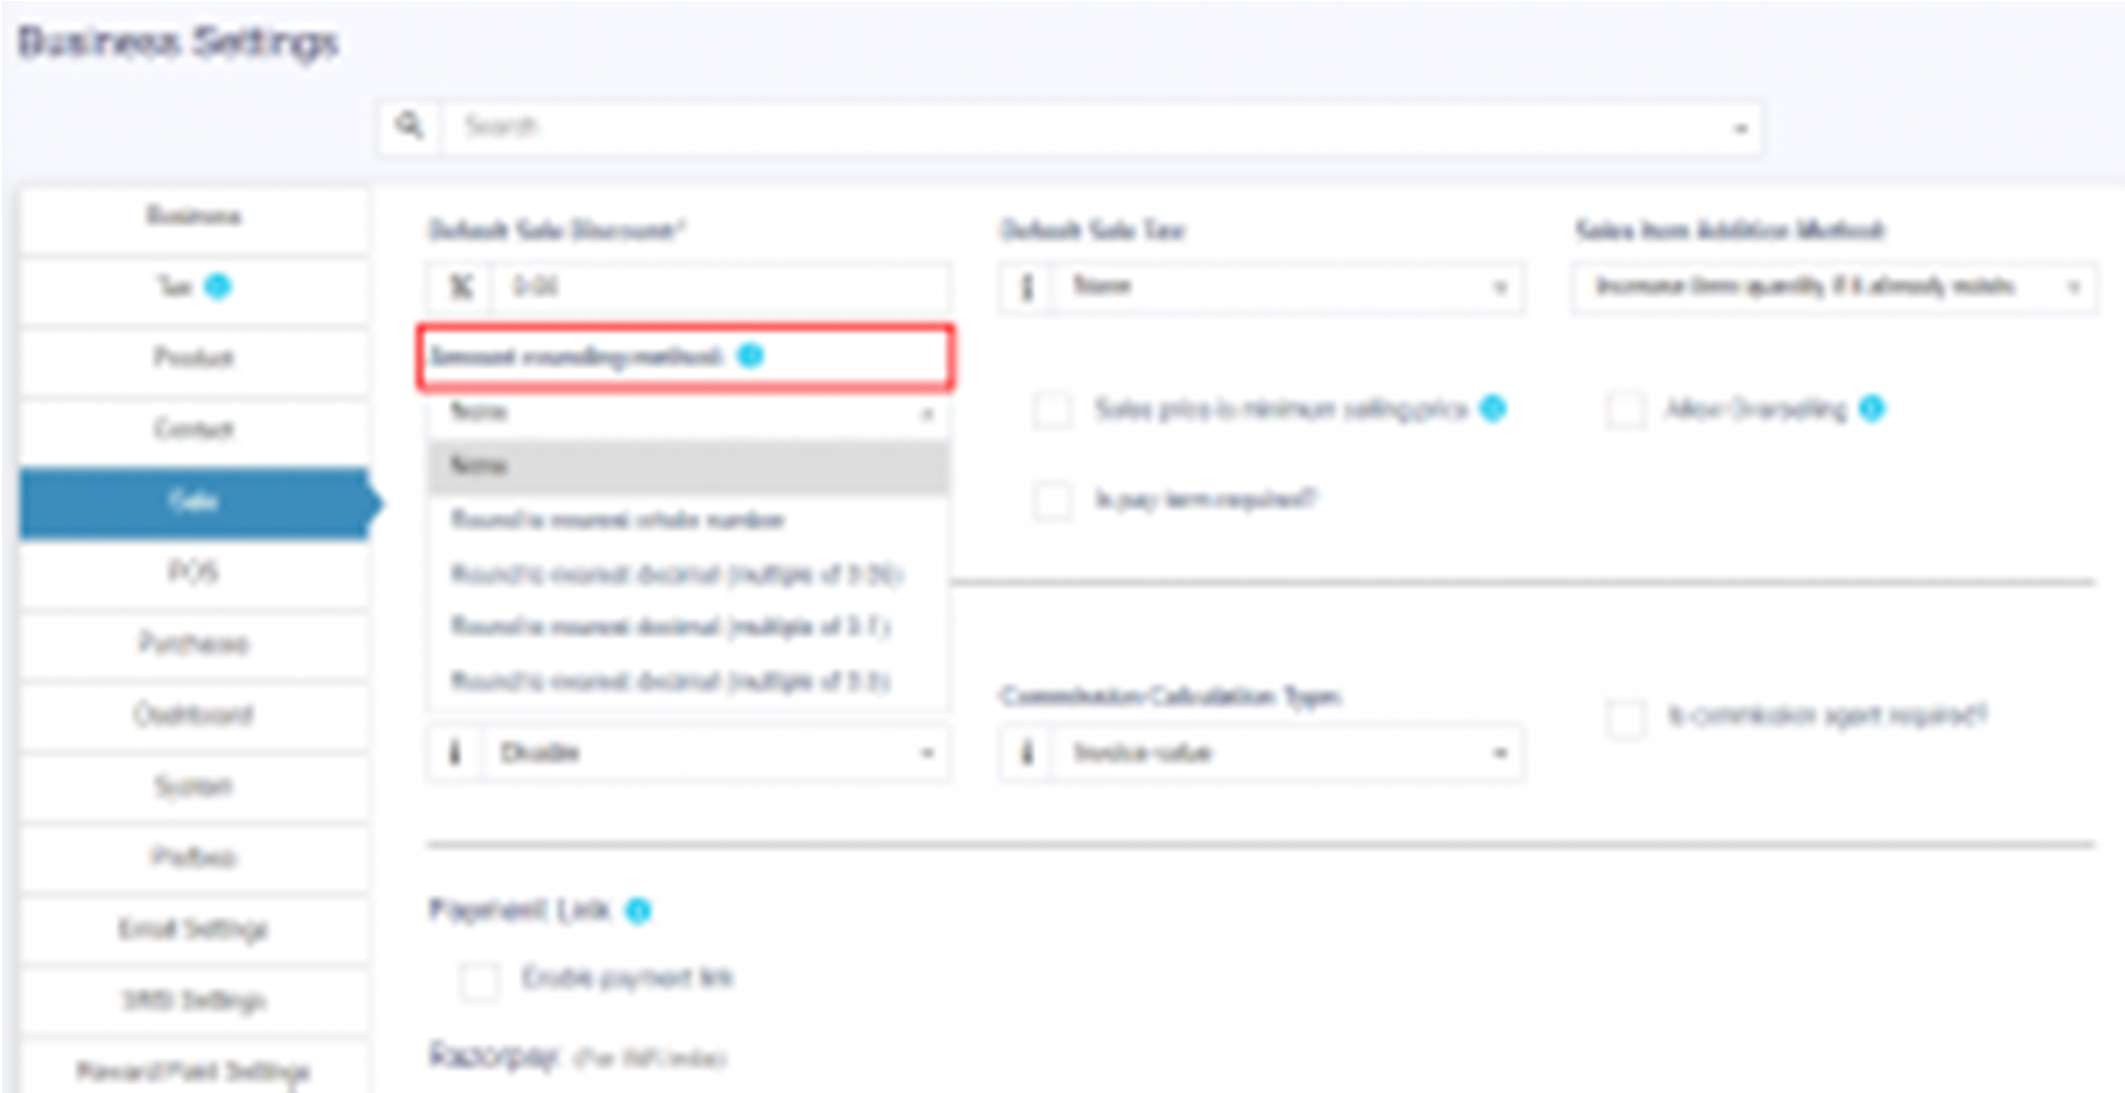 Business Settings
Search
Business
Tax
Product
Contact
Sale
POS
Purchases
Dashboard
System
Prefixes
Email Settings
SMS Settings
Reward Point Settings
Default Sale Discount:*
0.00
Default Sale Tax:
None
Sales Item Addition Method:
Increase item quantity if it already exists
Amount rounding method:
None
None
Round to nearest whole number
Round to nearest decimal (multiple of 0.05)
Round to nearest decimal (multiple of 0.1)
Round to nearest decimal (multiple of 0.5)
Sales price is minimum selling price
Allow Overselling
Is pay term required?
Disable
Commission Calculation Type:
Invoice value
Is commission agent required?
Payment Link
Enable payment link
Razorpay: (For INR India)